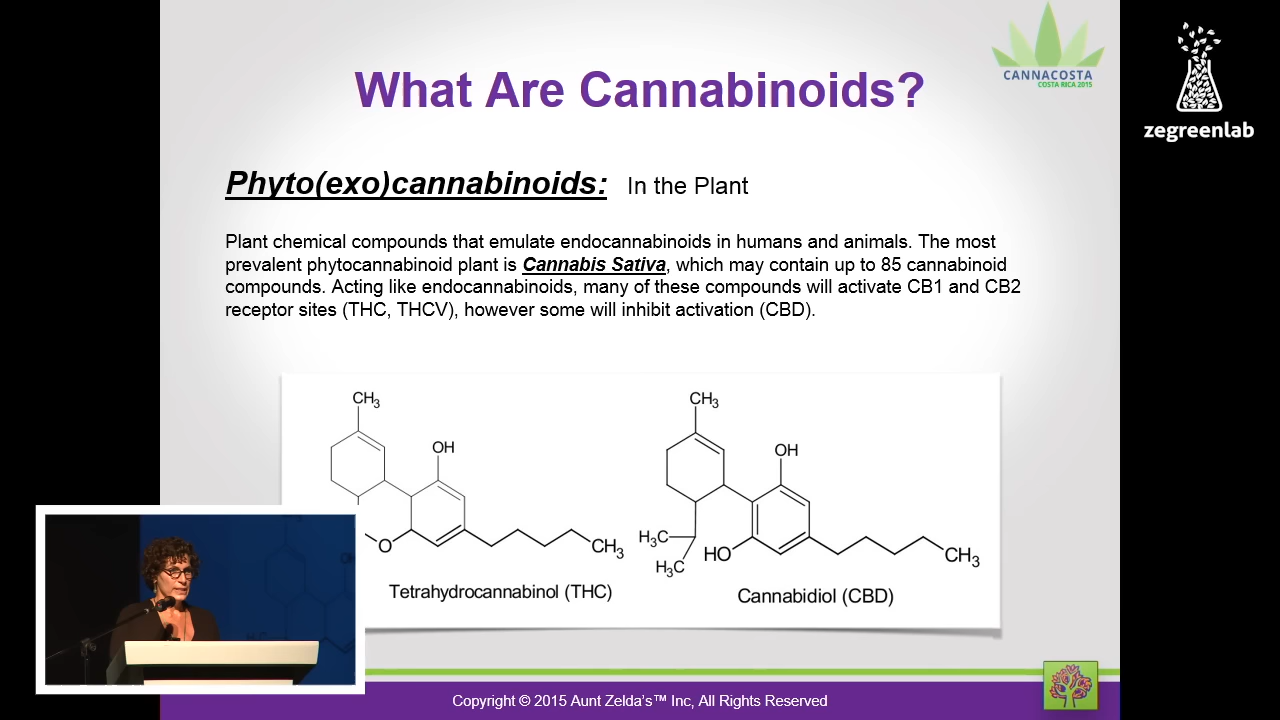 What Are Cannabinoids?
CANNACOSTA
COSTA RICA 2015
zegreenlab
Phyto(exo)cannabinoids: In the Plant
Plant chemical compounds that emulate endocannabinoids in humans and animals. The most
prevalent phytocannabinoid plant is Cannabis Sativa, which may contain up to 85 cannabinoid
compounds. Acting like endocannabinoids, many of these compounds will activate CB1 and CB2
receptor sites (THC, THCV), however some will inhibit activation (CBD).
CH3
OH
O
CH3
Tetrahydrocannabinol (THC)
CH3
OH
H3C
H3C
HO
CH3
Cannabidiol (CBD)
Copyright © 2015 Aunt Zelda's™ Inc, All Rights Reserved